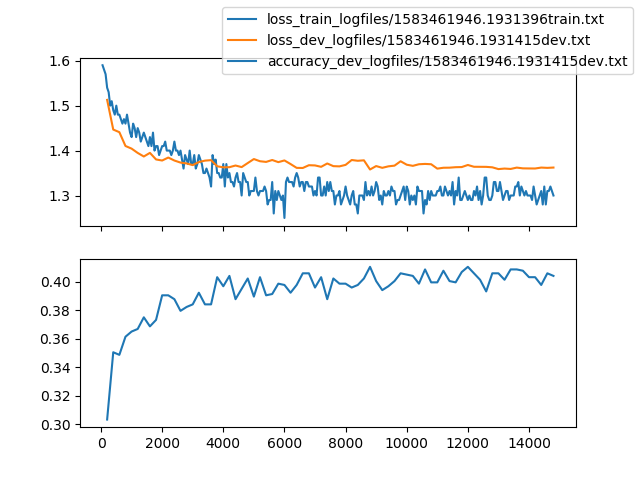 loss_train_logfiles/1583461946.1931396train.txt
loss_dev_logfiles/1583461946.1931415dev.txt
accuracy_dev_logfiles/1583461946.1931415dev.txt
1.6
1.5
1.4
1.3
0.40
0.38
0.36
0.34
0.32
0.30
0 2000 4000 6000 8000 10000 12000 14000